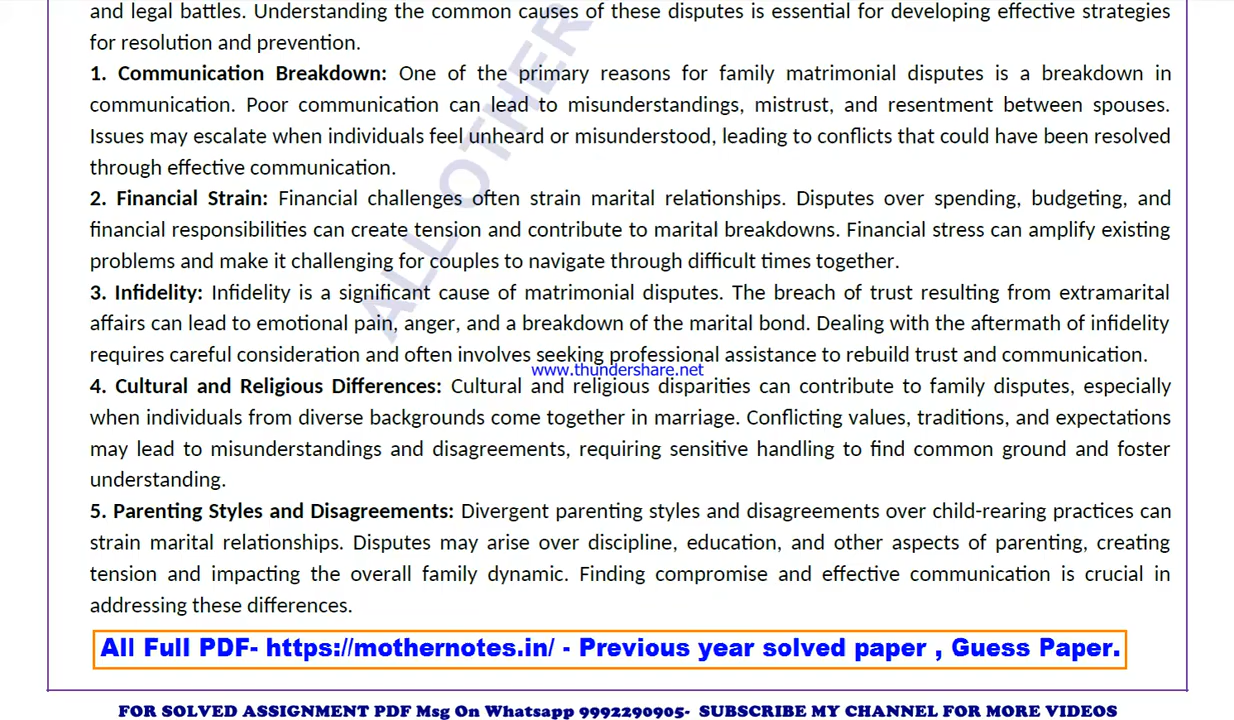 and legal battles. Understanding the common causes of these disputes is essential for developing effective strategies
for resolution and prevention.
1. Communication Breakdown: One of the primary reasons for family matrimonial disputes is a breakdown in
communication. Poor communication can lead to misunderstandings, mistrust, and resentment between spouses.
Issues may escalate when individuals feel unheard or misunderstood, leading to conflicts that could have been resolved
through effective communication.
2. Financial Strain: Financial challenges often strain marital relationships. Disputes over spending, budgeting, and
financial responsibilities can create tension and contribute to marital breakdowns. Financial stress can amplify existing
problems and make it challenging for couples to navigate through difficult times together.
3. Infidelity: Infidelity is a significant cause of matrimonial disputes. The breach of trust resulting from extramarital
affairs can lead to emotional pain, anger, and a breakdown of the marital bond. Dealing with the aftermath of infidelity
requires careful consideration and often involves seeking professional assistance to rebuild trust and communication.
www.thundershare.net
4. Cultural and Religious Differences: Cultural and religious disparities can contribute to family disputes, especially
when individuals from diverse backgrounds come together in marriage. Conflicting values, traditions, and expectations
may lead to misunderstandings and disagreements, requiring sensitive handling to find common ground and foster
understanding.
5. Parenting Styles and Disagreements: Divergent parenting styles and disagreements over child-rearing practices can
strain marital relationships. Disputes may arise over discipline, education, and other aspects of parenting, creating
tension and impacting the overall family dynamic. Finding compromise and effective communication is crucial in
addressing these differences.
ALL OTHER
All Full PDF- https://mothernotes.in/ - Previous year solved paper , Guess Paper.
FOR SOLVED ASSIGNMENT PDF Msg On Whatsapp 9992290905- SUBSCRIBE MY CHANNEL FOR MORE VIDEOS